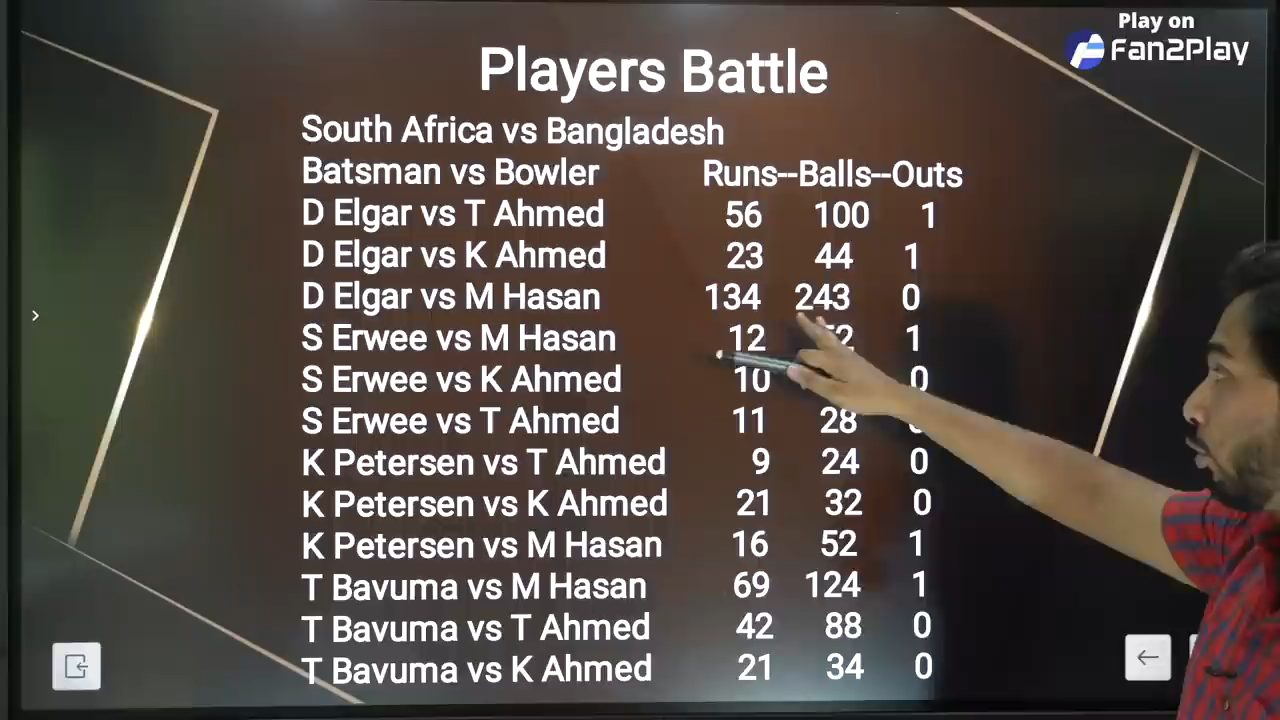 Play on
Fan2Play
Players Battle
South Africa vs Bangladesh
Batsman vs Bowler Runs--Balls--Outs
D Elgar vs T Ahmed 56 100 1
D Elgar vs K Ahmed 23 44 1
D Elgar vs M Hasan 134 243 0
S Erwee vs M Hasan 12 1
S Erwee vs K Ahmed 10 0
S Erwee vs T Ahmed 11 28
K Petersen vs T Ahmed 9 24 0
K Petersen vs K Ahmed 21 32 0
K Petersen vs M Hasan 16 52 1
T Bavuma vs M Hasan 69 124 1
T Bavuma vs T Ahmed 42 88 0
T Bavuma vs K Ahmed 21 34 0